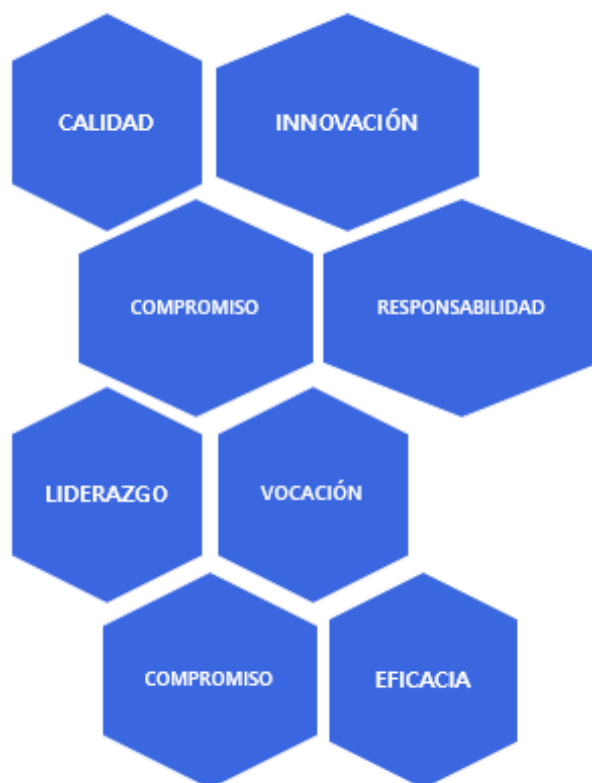 CALIDAD
INNOVACIÓN
COMPROMISO
RESPONSABILIDAD
LIDERAZGO
VOCACIÓN
COMPROMISO
EFICACIA